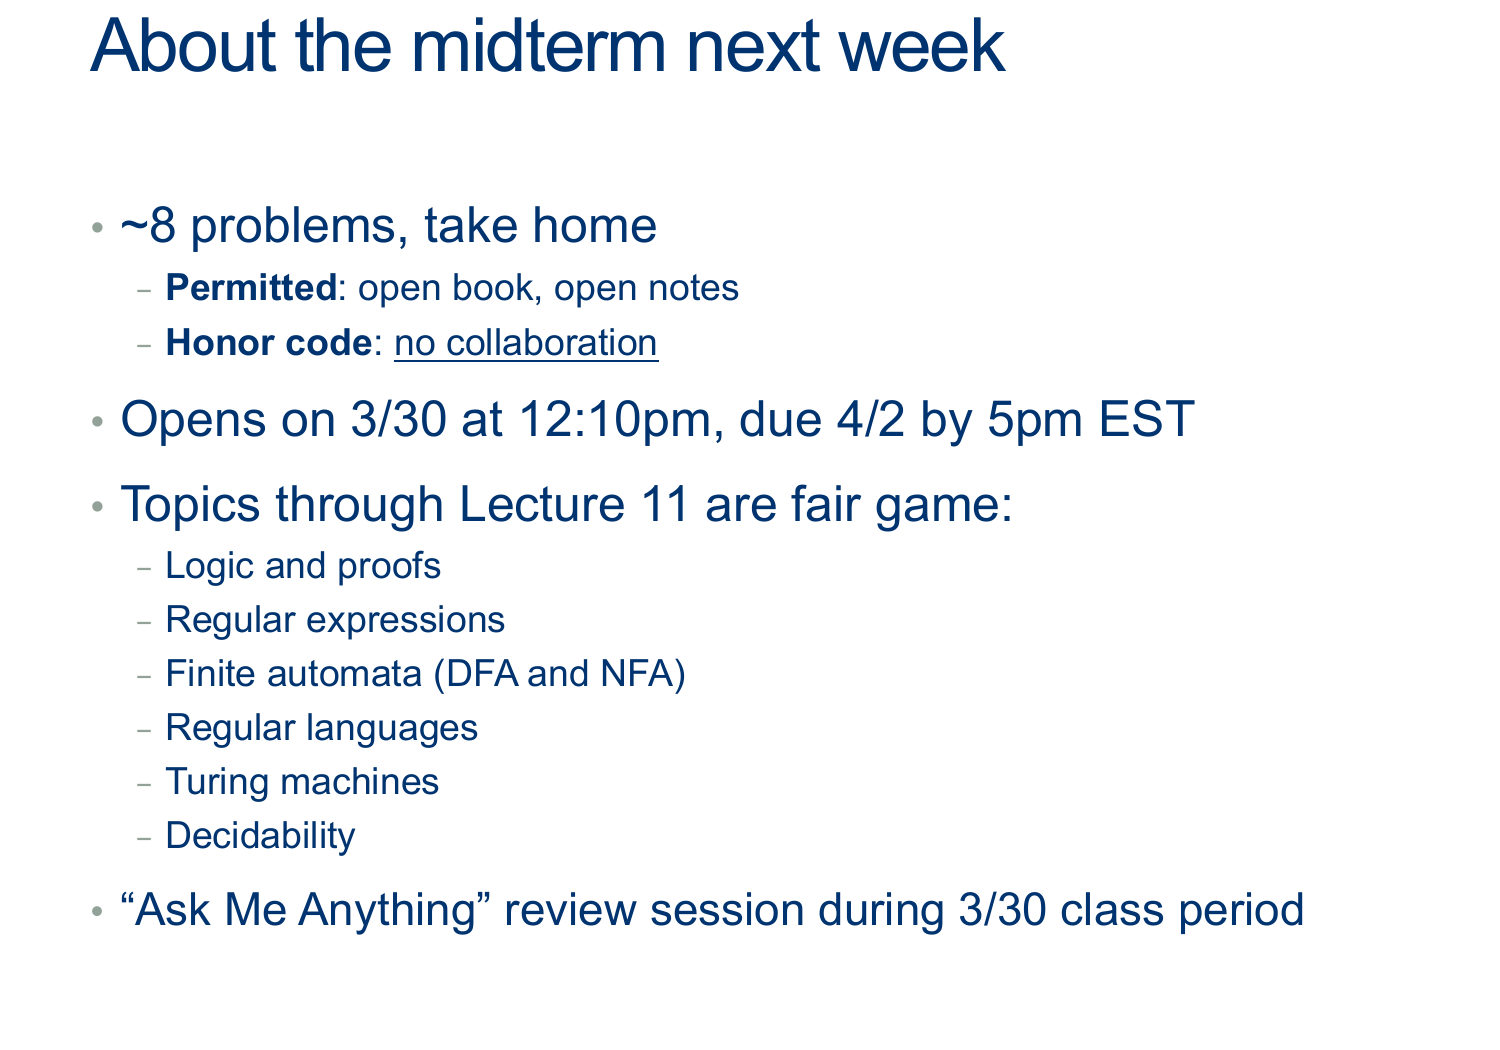 About the midterm next week
• ~8 problems, take home
– Permitted: open book, open notes
– Honor code: no collaboration
• Opens on 3/30 at 12:10pm, due 4/2 by 5pm EST
• Topics through Lecture 11 are fair game:
– Logic and proofs
– Regular expressions
– Finite automata (DFA and NFA)
– Regular languages
– Turing machines
– Decidability
• “Ask Me Anything” review session during 3/30 class period